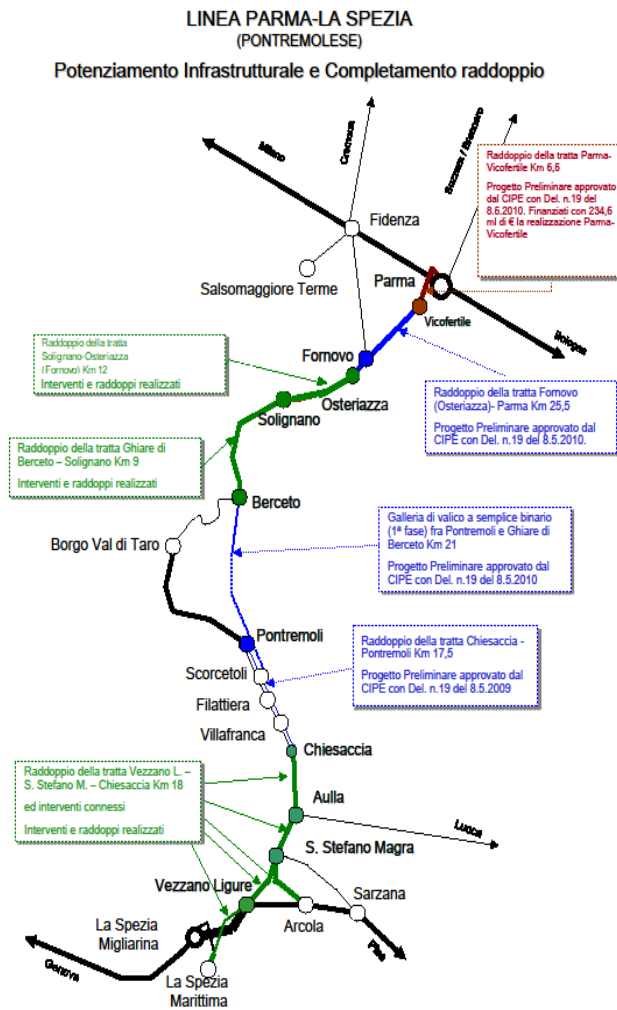 LINEA PARMA-LA SPEZIA
(PONTREMOLESE)
Potenziamento Infrastrutturale e Completamento raddoppio
Milano
Cremona
Suzzara / Brennero
Raddoppio della tratta Parma-
Vicofertile Km 6,6
Progetto Preliminare approvato
dal CIPE con Del. n.19 del
8.5.2010. Finanziati con 234,6
ml di € la realizzazione Parma-
Vicofertile
Fidenza
Salsomaggiore Terme
Parma
Vicofertile
Bologna
Raddoppio della tratta
Solignano-Osteriazza
(Fornovo) Km 12
Interventi e raddoppi realizzati
Fornovo
Osteriazza
Solignano
Raddoppio della tratta Fornovo
(Osteriazza)- Parma Km 25,5
Progetto Preliminare approvato dal
CIPE con Del. n.19 del 8.5.2010.
Raddoppio della tratta Ghiare di
Berceto – Solignano Km 9
Interventi e raddoppi realizzati
Berceto
Borgo Val di Taro
Galleria di valico a semplice binario
(1ª fase) fra Pontremoli e Ghiare di
Berceto Km 21
Progetto Preliminare approvato dal
CIPE con Del. n.19 del 8.5.2010
Pontremoli
Scorcetoli
Filattiera
Villafranca
Raddoppio della tratta Chiesaccia -
Pontremoli Km 17,5
Progetto Preliminare approvato dal
CIPE con Del. n.19 del 8.5.2009
Chiesaccia
Raddoppio della tratta Vezzano L. –
S. Stefano M. – Chiesaccia Km 18
ed interventi connessi
Interventi e raddoppi realizzati
Aulla
Lucca
S. Stefano Magra
Vezzano Ligure
Sarzana
Arcola
La Spezia
Migliarina
Pisa
Genova
La Spezia
Marittima